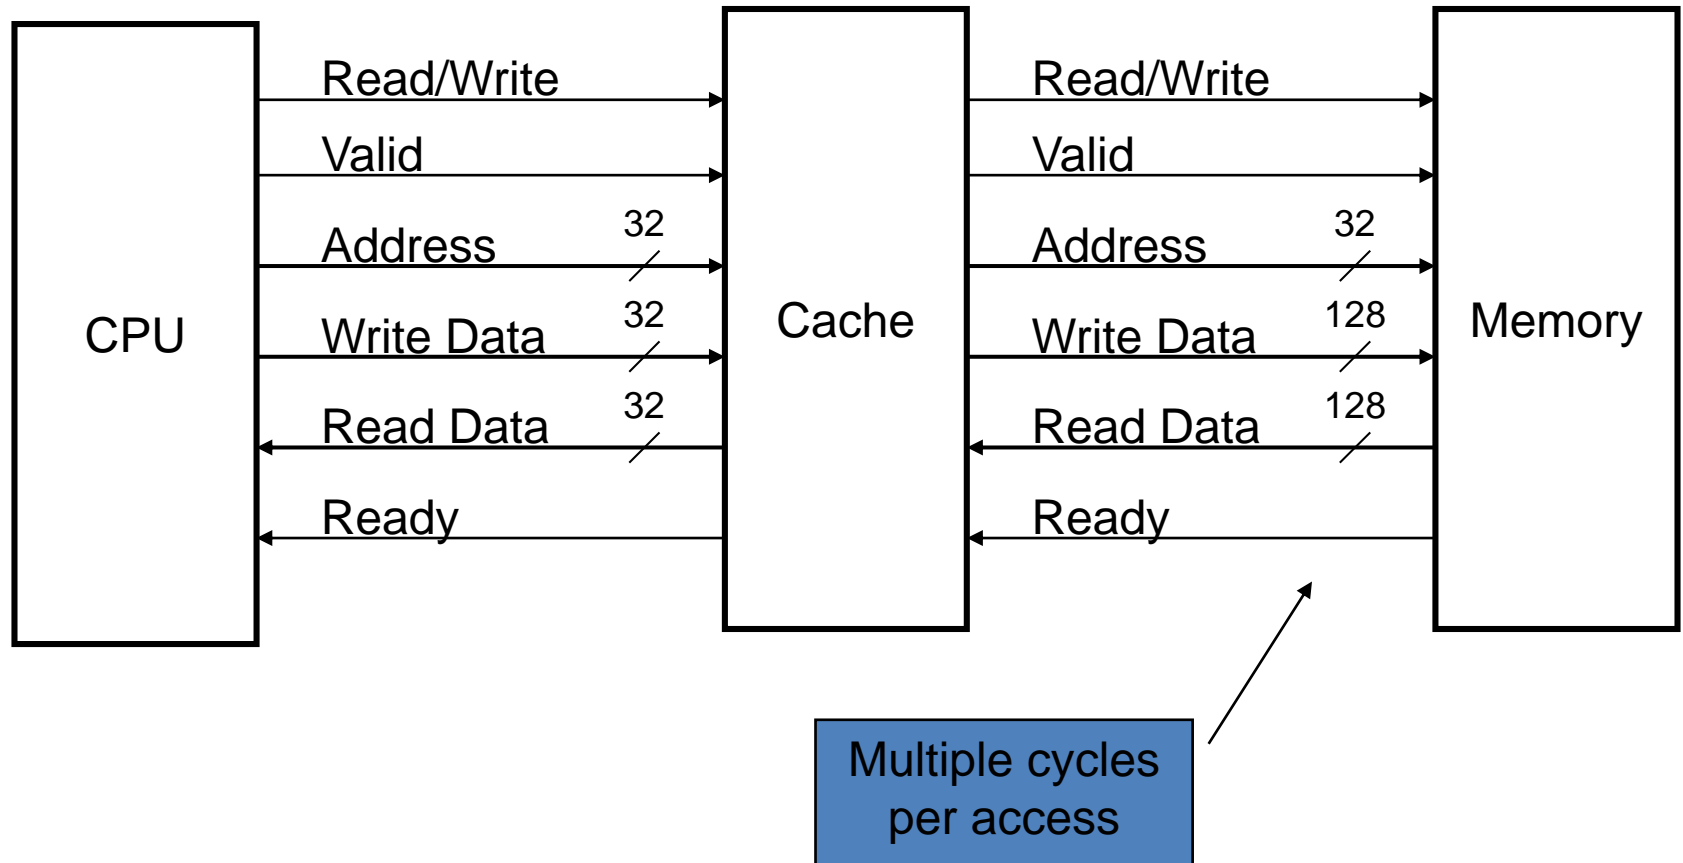 Read/Write
Read/Write
Valid
Valid
Address
32
Address
32
CPU
Write Data
32
Cache
Write Data
128
Memory
Read Data
32
Read Data
128
Ready
Ready
Multiple cycles
per access